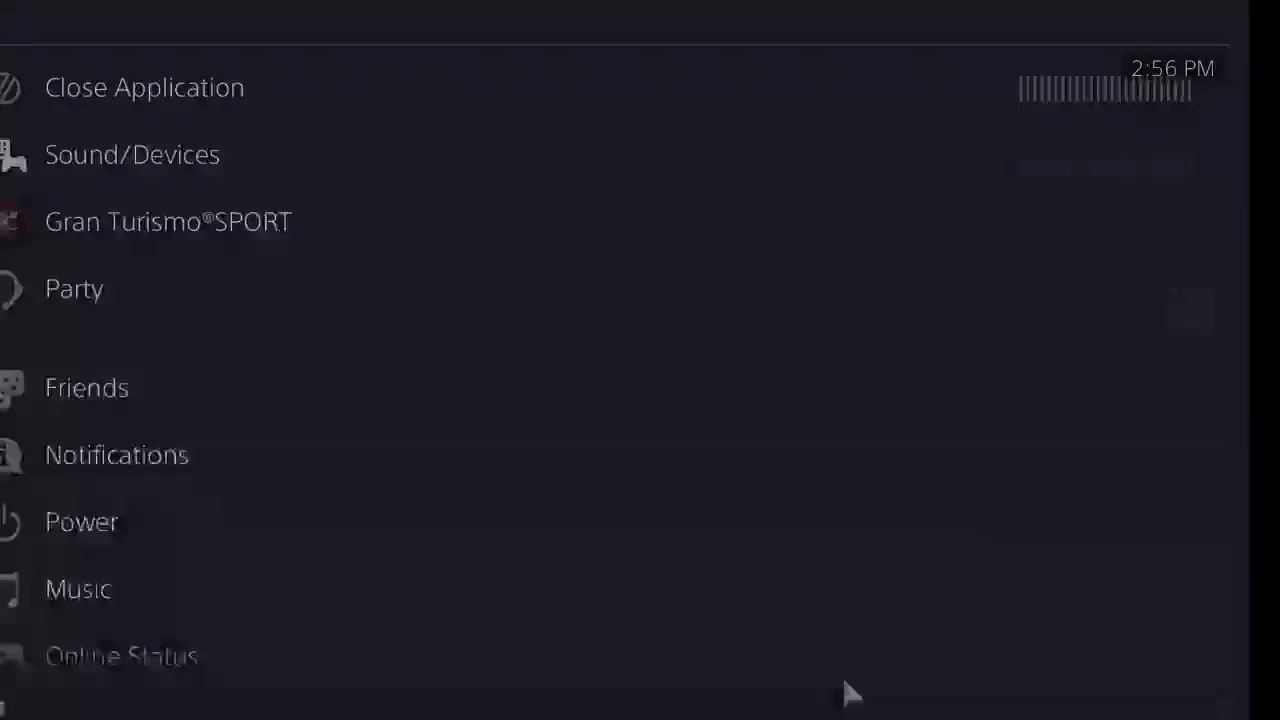 2:56 PM
Close Application
Sound/Devices
Gran Turismo®SPORT
Party
Friends
Notifications
Power
Music
Online Status